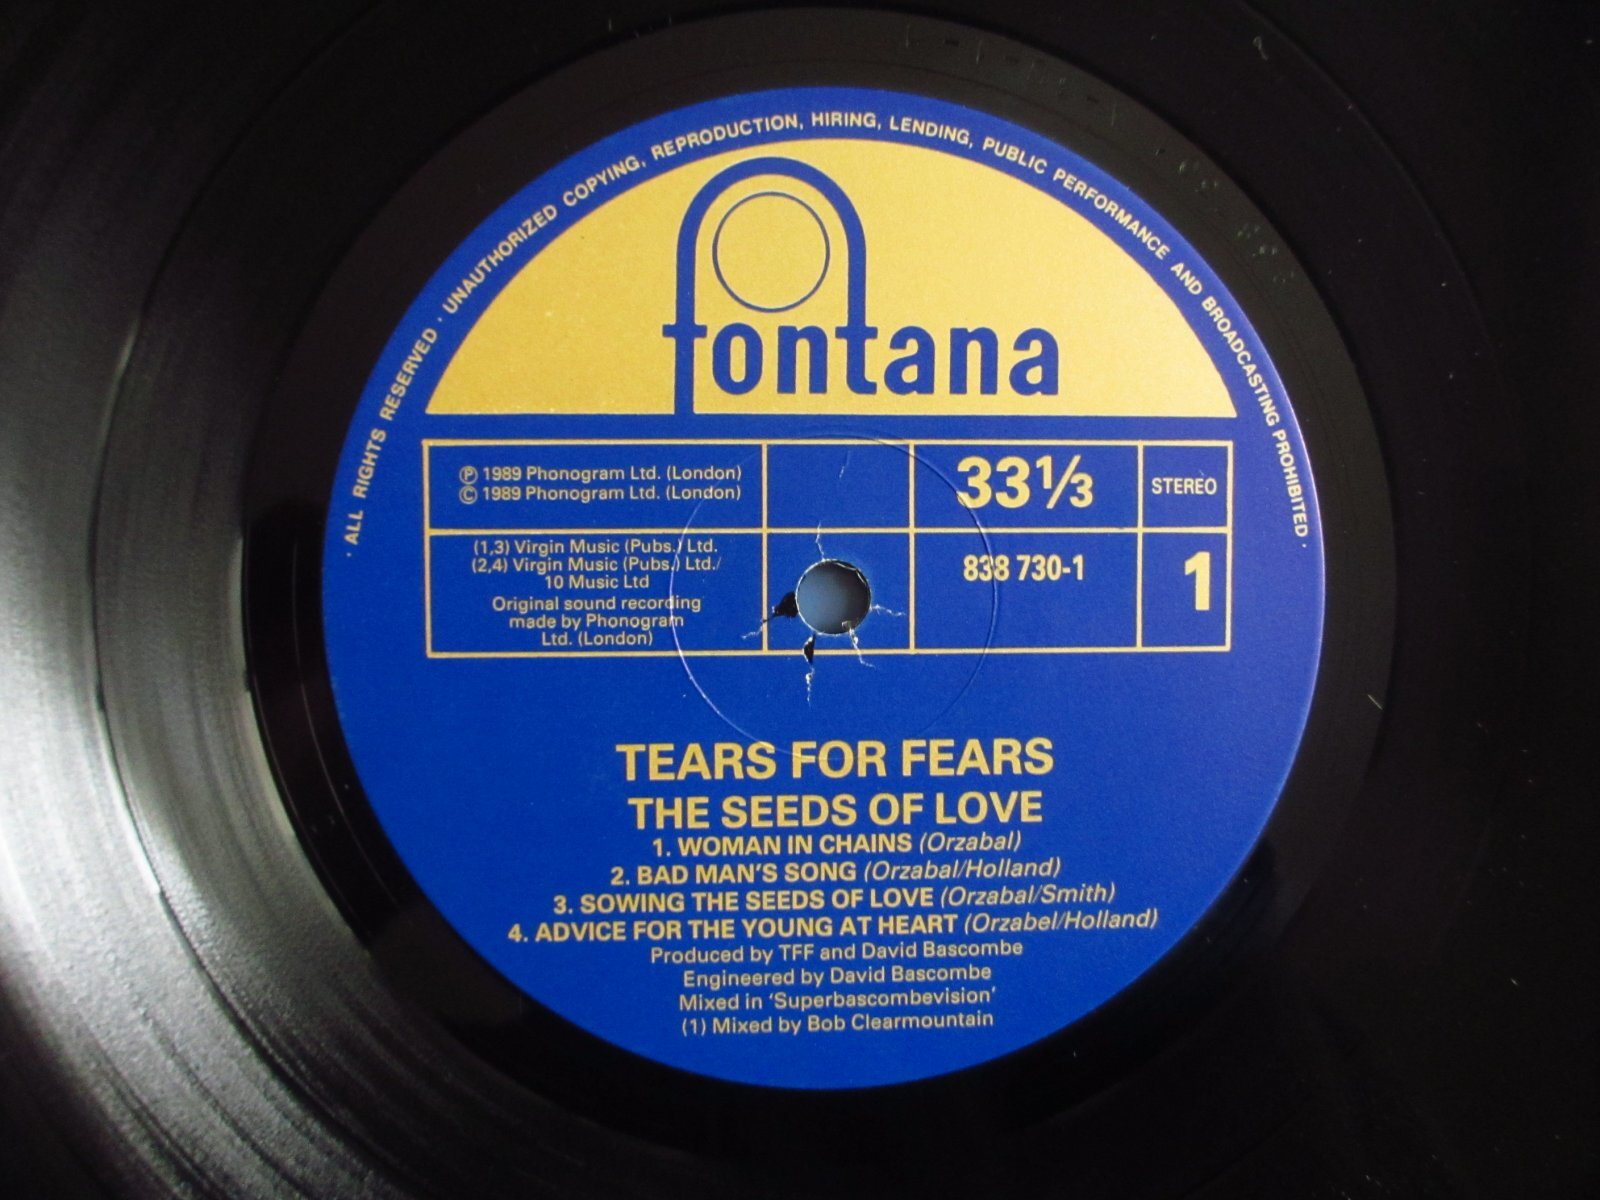 · ALL RIGHTS RESERVED · UNAUTHORIZED COPYING, REPRODUCTION, HIRING, LENDING, PUBLIC PERFORMANCE AND BROADCASTING PROHIBITED ·
fontana
Ⓟ 1989 Phonogram Ltd. (London)
© 1989 Phonogram Ltd. (London)
33⅓
STEREO
(1,3) Virgin Music (Pubs.) Ltd.
(2,4) Virgin Music (Pubs.) Ltd./
10 Music Ltd
Original sound recording
made by Phonogram
Ltd. (London)
838 730-1
1
TEARS FOR FEARS
THE SEEDS OF LOVE
1. WOMAN IN CHAINS (Orzabal)
2. BAD MAN'S SONG (Orzabal/Holland)
3. SOWING THE SEEDS OF LOVE (Orzabal/Smith)
4. ADVICE FOR THE YOUNG AT HEART (Orzabel/Holland)
Produced by TFF and David Bascombe
Engineered by David Bascombe
Mixed in 'Superbascombevision'
(1) Mixed by Bob Clearmountain